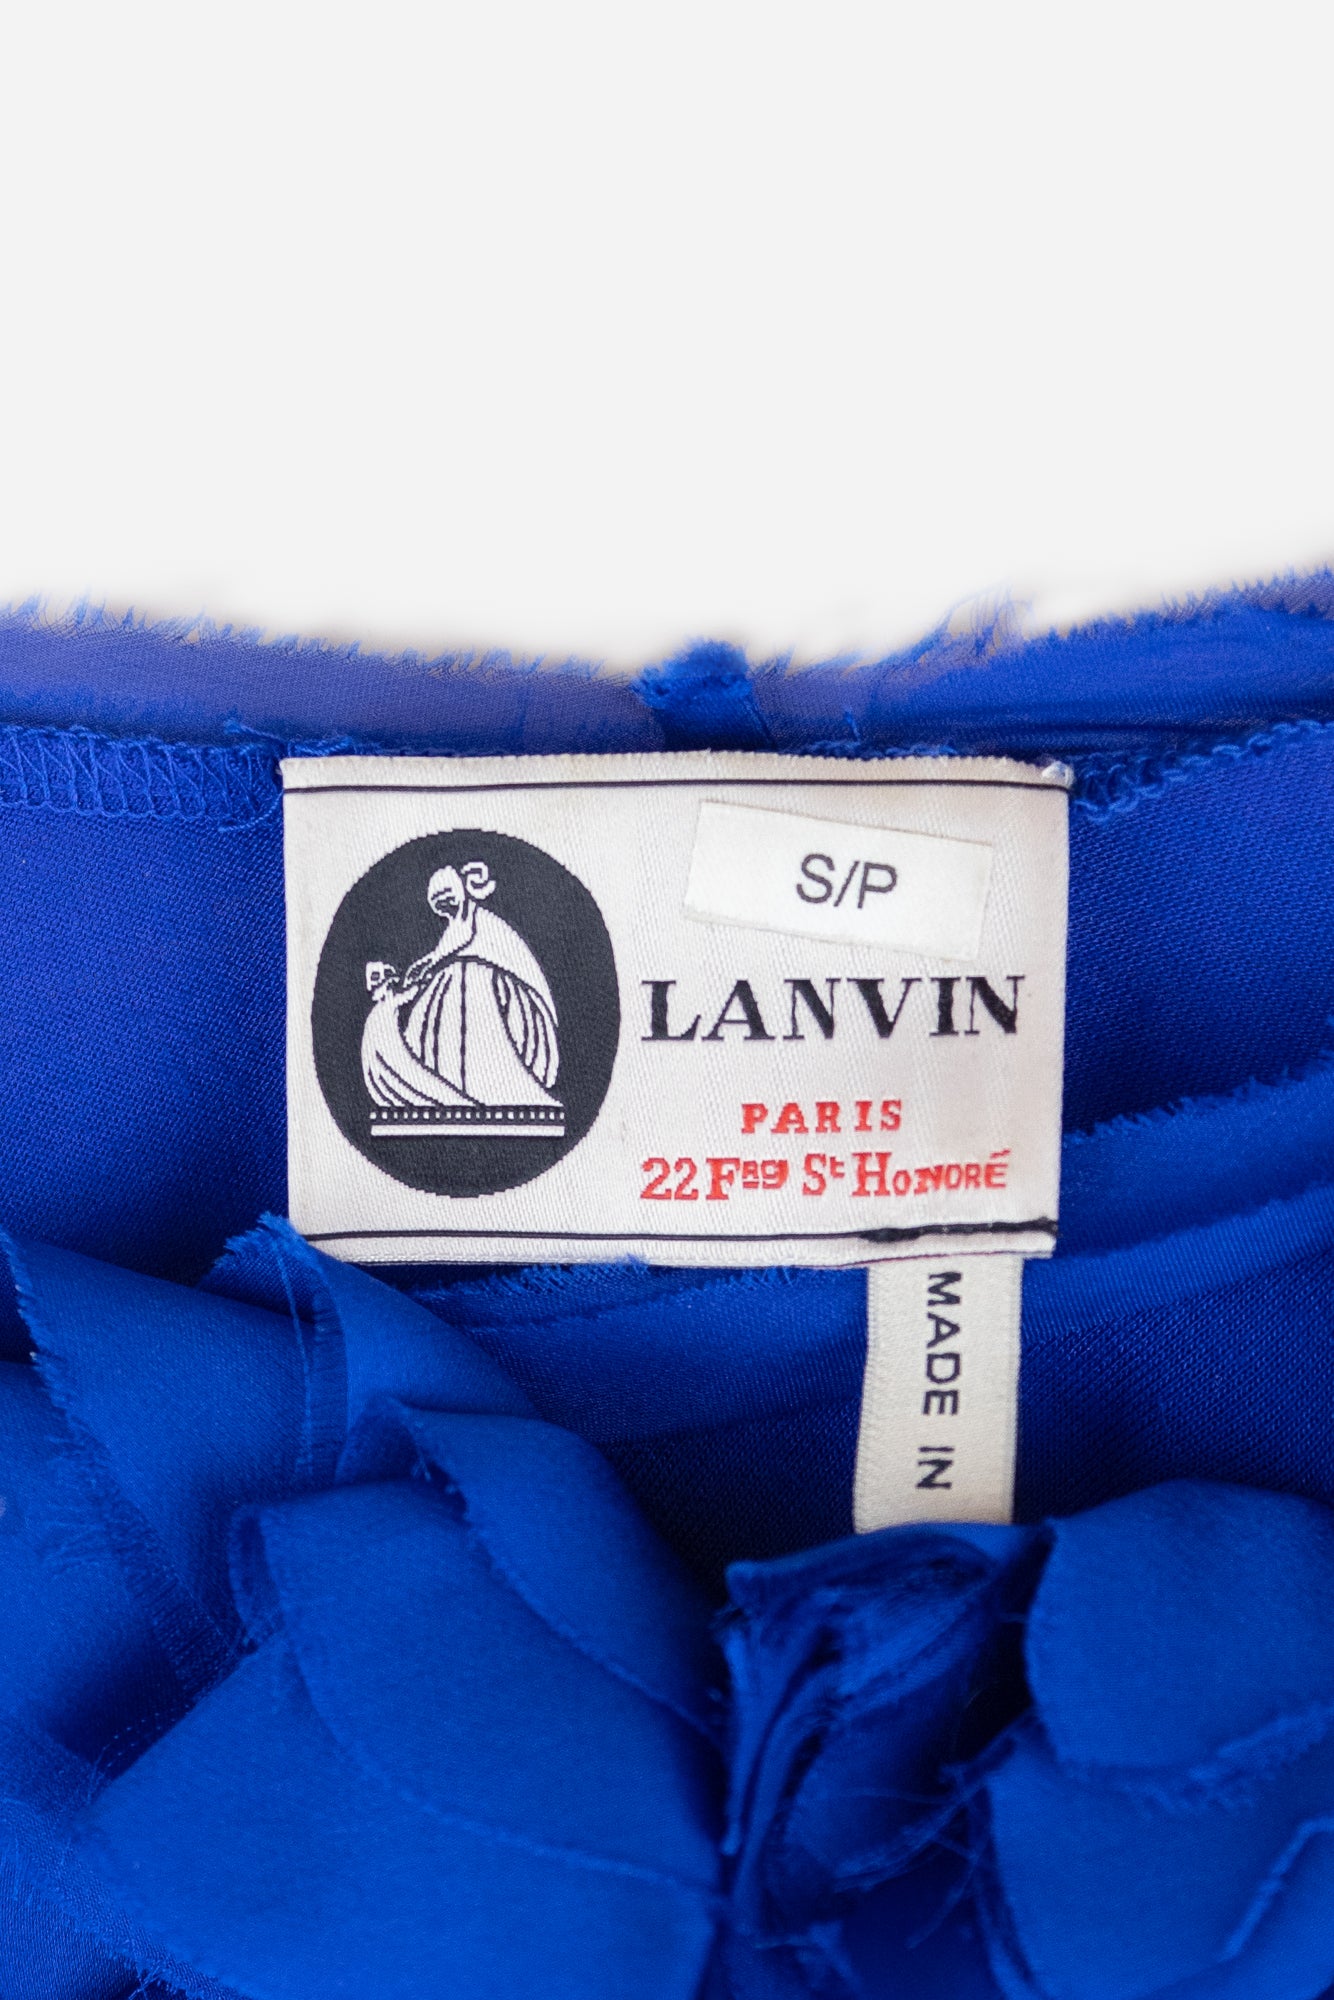 S/P
LANVIN
PARIS
22 Fbg St HONORÉ
MADE IN